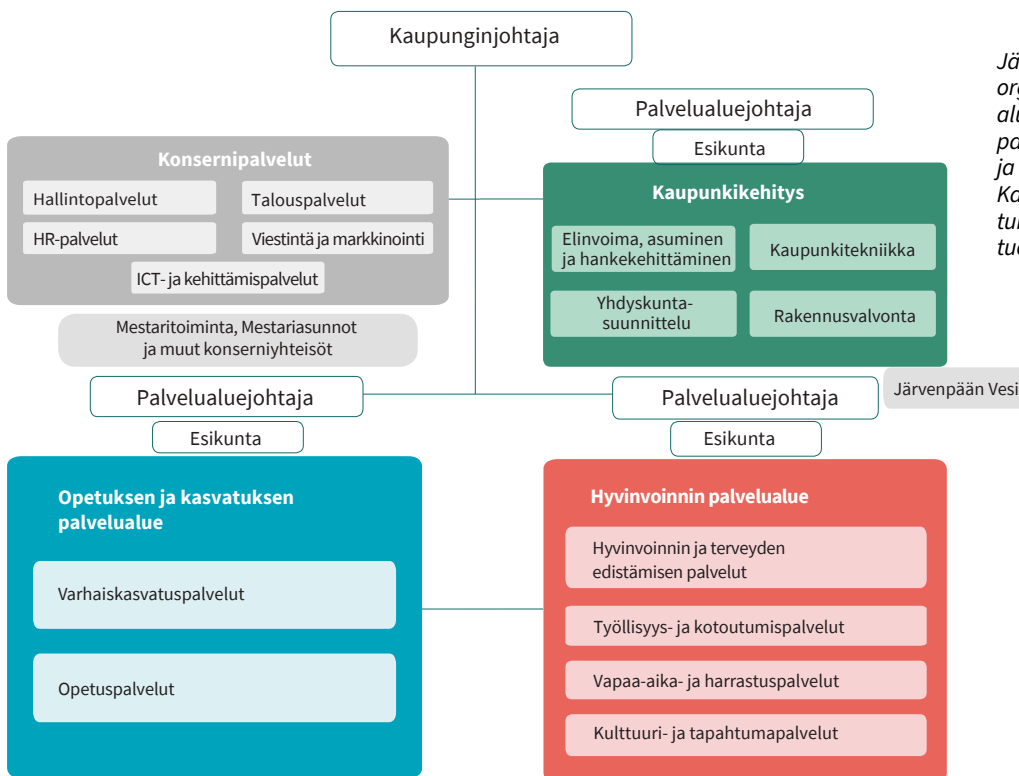 Kaupunginjohtaja
Palvelualuejohtaja
Esikunta
Konsernipalvelut
Hallintopalvelut
Talouspalvelut
HR-palvelut
Viestintä ja markkinointi
ICT- ja kehittämispalvelut
Mestaritoiminta, Mestariasunnot
ja muut konserniyhteisöt
Kaupunkikehitys
Elinvoima, asuminen
ja hankekehittäminen
Kaupunkitekniikka
Yhdyskunta-
suunnittelu
Rakennusvalvonta
Järvenpään Vesi
Palvelualuejohtaja
Esikunta
Opetuksen ja kasvatuksen
palvelualue
Varhaiskasvatuspalvelut
Opetuspalvelut
Palvelualuejohtaja
Esikunta
Hyvinvoinnin palvelualue
Hyvinvoinnin ja terveyden
edistämisen palvelut
Työllisyys- ja kotoutumispalvelut
Vapaa-aika- ja harrastuspalvelut
Kulttuuri- ja tapahtumapalvelut
ja